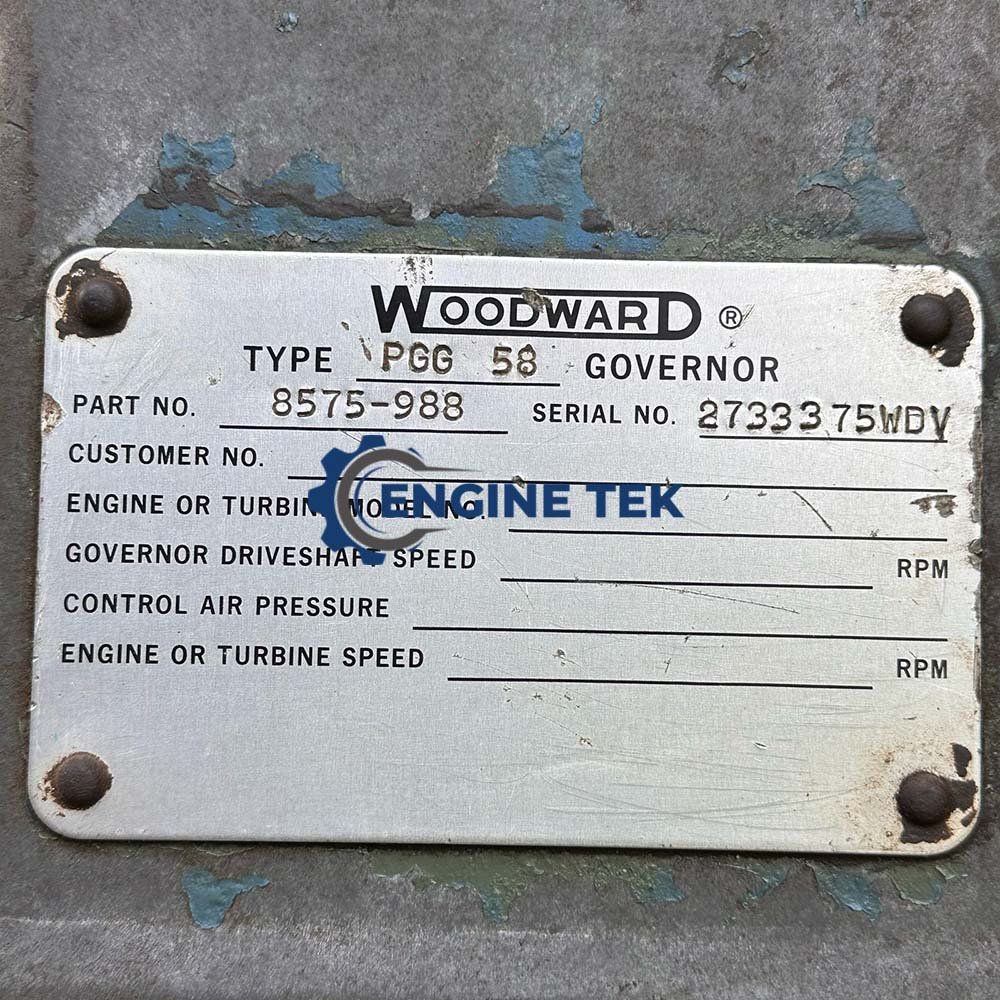 WOODWARD ®
TYPE PGG 58 GOVERNOR
PART NO. 8575-988 SERIAL NO. 2733375WDV
CUSTOMER NO.
ENGINE TEK
ENGINE OR TURBINE MODEL NO.
GOVERNOR DRIVESHAFT SPEED RPM
CONTROL AIR PRESSURE
ENGINE OR TURBINE SPEED RPM